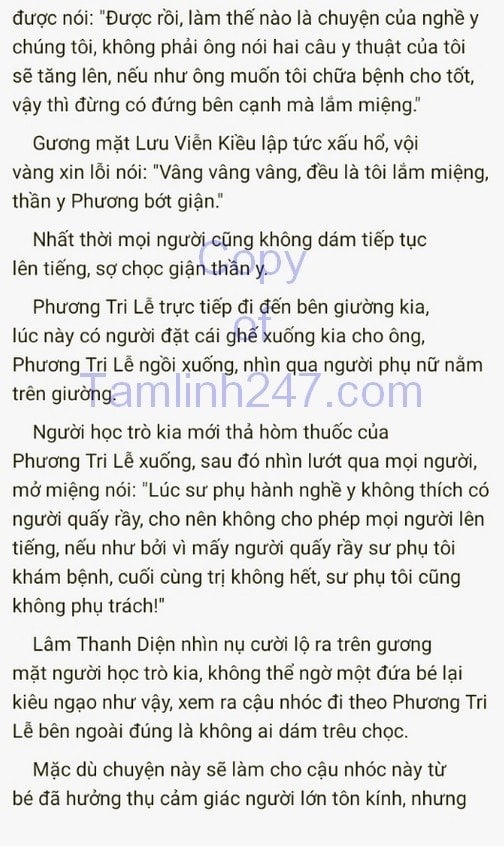 được nói: "Được rồi, làm thế nào là chuyện của nghề y
chúng tôi, không phải ông nói hai câu y thuật của tôi
sẽ tăng lên, nếu như ông muốn tôi chữa bệnh cho tốt,
vậy thì đừng có đứng bên cạnh mà lắm miệng."
Gương mặt Lưu Viễn Kiều lập tức xấu hổ, vội
vàng xin lỗi nói: "Vâng vâng vâng, đều là tôi lắm miệng,
thần y Phương bớt giận."
Nhất thời mọi người cũng không dám tiếp tục
lên tiếng, sợ chọc giận thần y.
Copy
of
Tamlinh247.com
Phương Tri Lễ trực tiếp đi đến bên giường kia,
lúc này có người đặt cái ghế xuống kia cho ông,
Phương Tri Lễ ngồi xuống, nhìn qua người phụ nữ nằm
trên giường.
Người học trò kia mới thả hòm thuốc của
Phương Tri Lễ xuống, sau đó nhìn lướt qua mọi người,
mở miệng nói: "Lúc sư phụ hành nghề y không thích có
người quấy rầy, cho nên không cho phép mọi người lên
tiếng, nếu như bởi vì mấy người quấy rầy sư phụ tôi
khám bệnh, cuối cùng trị không hết, sư phụ tôi cũng
không phụ trách!"
Lâm Thanh Diện nhìn nụ cười lộ ra trên gương
mặt người học trò kia, không thể ngờ một đứa bé lại
kiêu ngạo như vậy, xem ra cậu nhóc đi theo Phương Tri
Lễ bên ngoài đúng là không ai dám trêu chọc.
Mặc dù chuyện này sẽ làm cho cậu nhóc này từ
bé đã hưởng thụ cảm giác người lớn tôn kính, nhưng